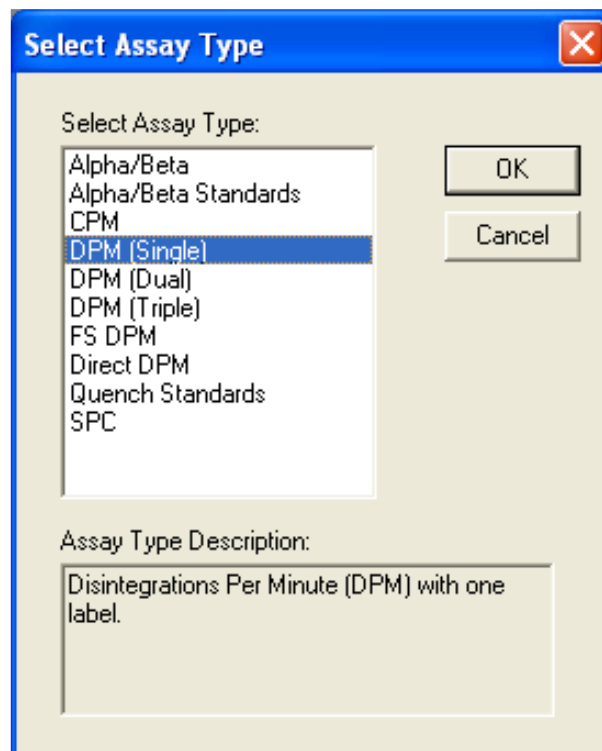 Select Assay Type
Select Assay Type:
Alpha/Beta
Alpha/Beta Standards
CPM
DPM (Single)
DPM (Dual)
DPM (Triple)
FS DPM
Direct DPM
Quench Standards
SPC
OK
Cancel
Assay Type Description:
Disintegrations Per Minute (DPM) with one
label.